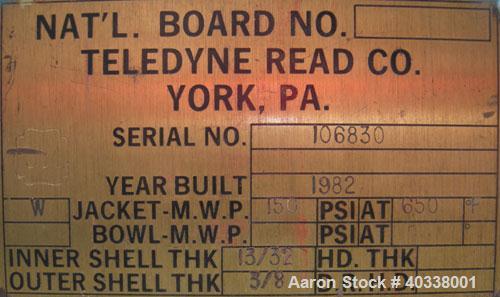 NAT'L. BOARD NO.
TELEDYNE READ CO.
YORK, PA.
SERIAL NO. 106830
YEAR BUILT 1982
W JACKET-M.W.P. 150 PSI AT 650 °F
BOWL-M.W.P. PSI AT °
INNER SHELL THK 13/32 HD. THK
OUTER SHELL THK 3/8
Aaron Stock # 40338001